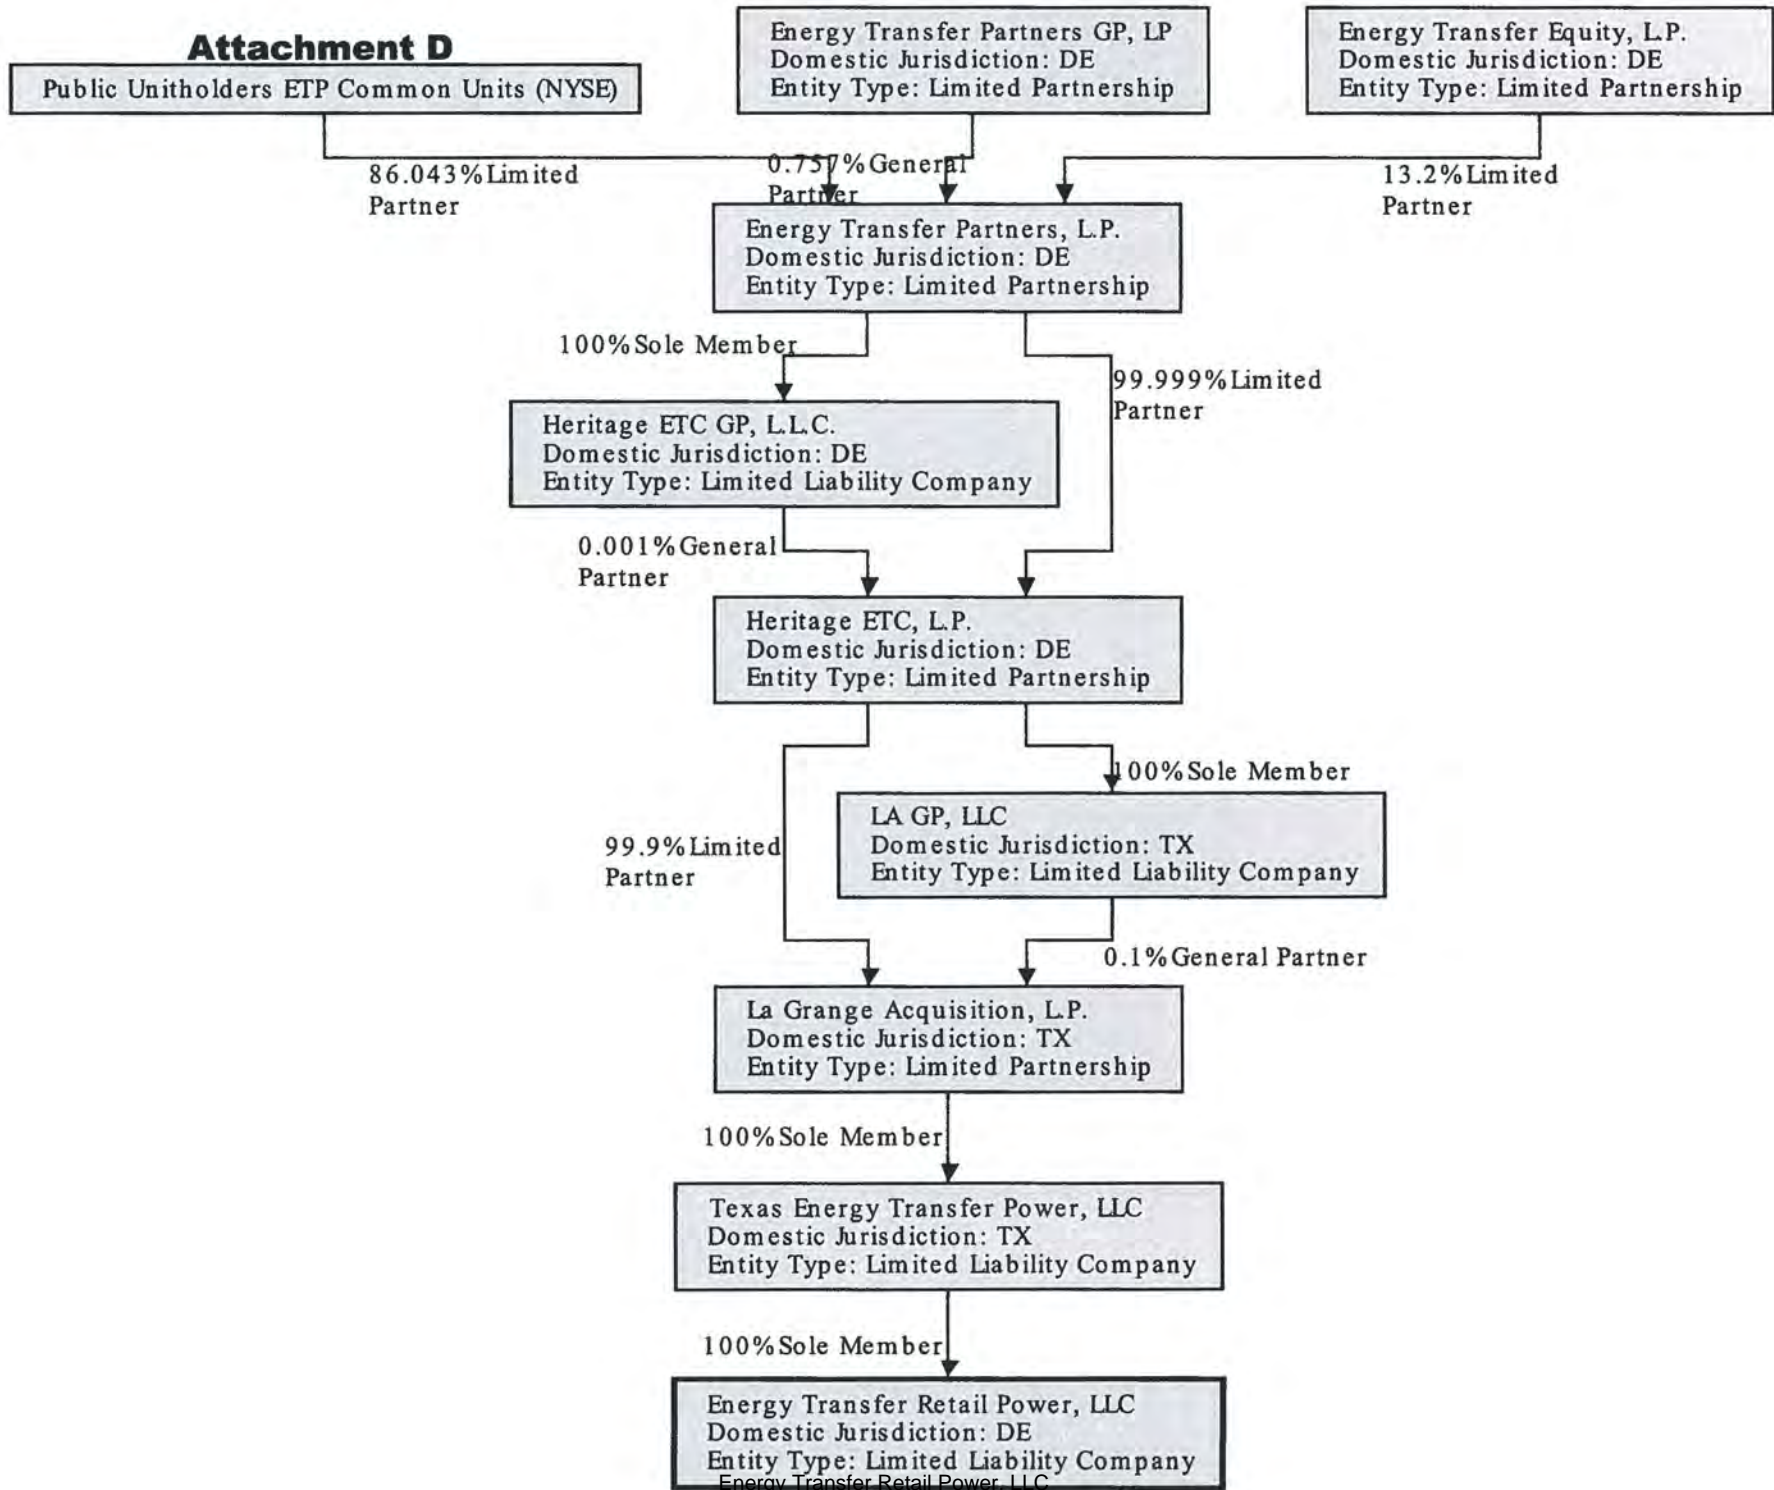 Attachment D
Public Unitholders ETP Common Units (NYSE)
Energy Transfer Partners GP, LP
Domestic Jurisdiction: DE
Entity Type: Limited Partnership
Energy Transfer Equity, L.P.
Domestic Jurisdiction: DE
Entity Type: Limited Partnership
86.043%Limited
Partner
0.757%General
Partner
13.2%Limited
Partner
Energy Transfer Partners, L.P.
Domestic Jurisdiction: DE
Entity Type: Limited Partnership
100%Sole Member
99.999%Limited
Partner
Heritage ETC GP, L.L.C.
Domestic Jurisdiction: DE
Entity Type: Limited Liability Company
0.001%General
Partner
Heritage ETC, L.P.
Domestic Jurisdiction: DE
Entity Type: Limited Partnership
100%Sole Member
LA GP, LLC
Domestic Jurisdiction: TX
Entity Type: Limited Liability Company
99.9%Limited
Partner
0.1%General Partner
La Grange Acquisition, L.P.
Domestic Jurisdiction: TX
Entity Type: Limited Partnership
100%Sole Member
Texas Energy Transfer Power, LLC
Domestic Jurisdiction: TX
Entity Type: Limited Liability Company
100%Sole Member
Energy Transfer Retail Power, LLC
Domestic Jurisdiction: DE
Entity Type: Limited Liability Company
Energy Transfer Retail Power, LLC